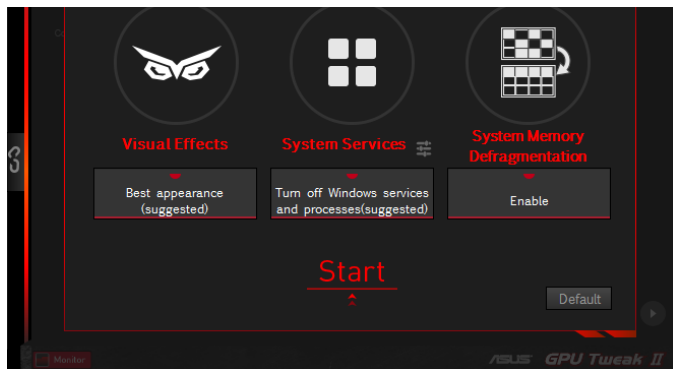 Visual Effects
System Services
System Memory
Defragmentation
Best appearance
(suggested)
Turn off Windows services
and processes(suggested)
Enable
Start
Default
Monitor
ASUS GPU Tweak II